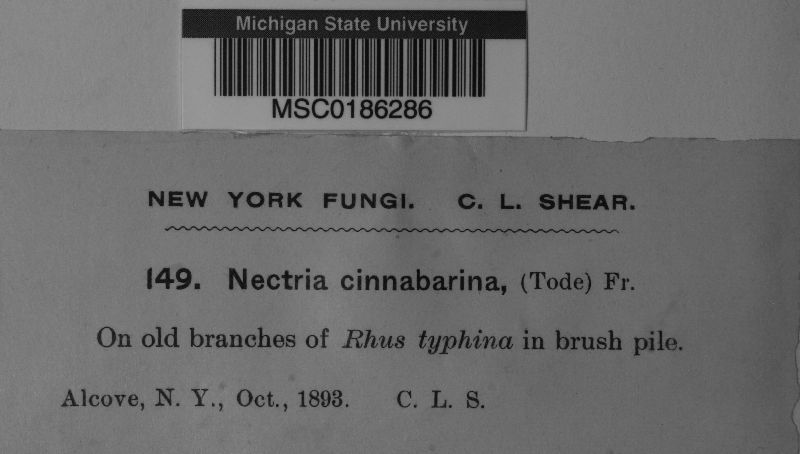 Michigan State University
MSC0186286
NEW YORK FUNGI. C. L. SHEAR.
149. Nectria cinnabarina, (Tode) Fr.
On old branches of Rhus typhina in brush pile.
Alcove, N. Y., Oct., 1893. C. L. S.